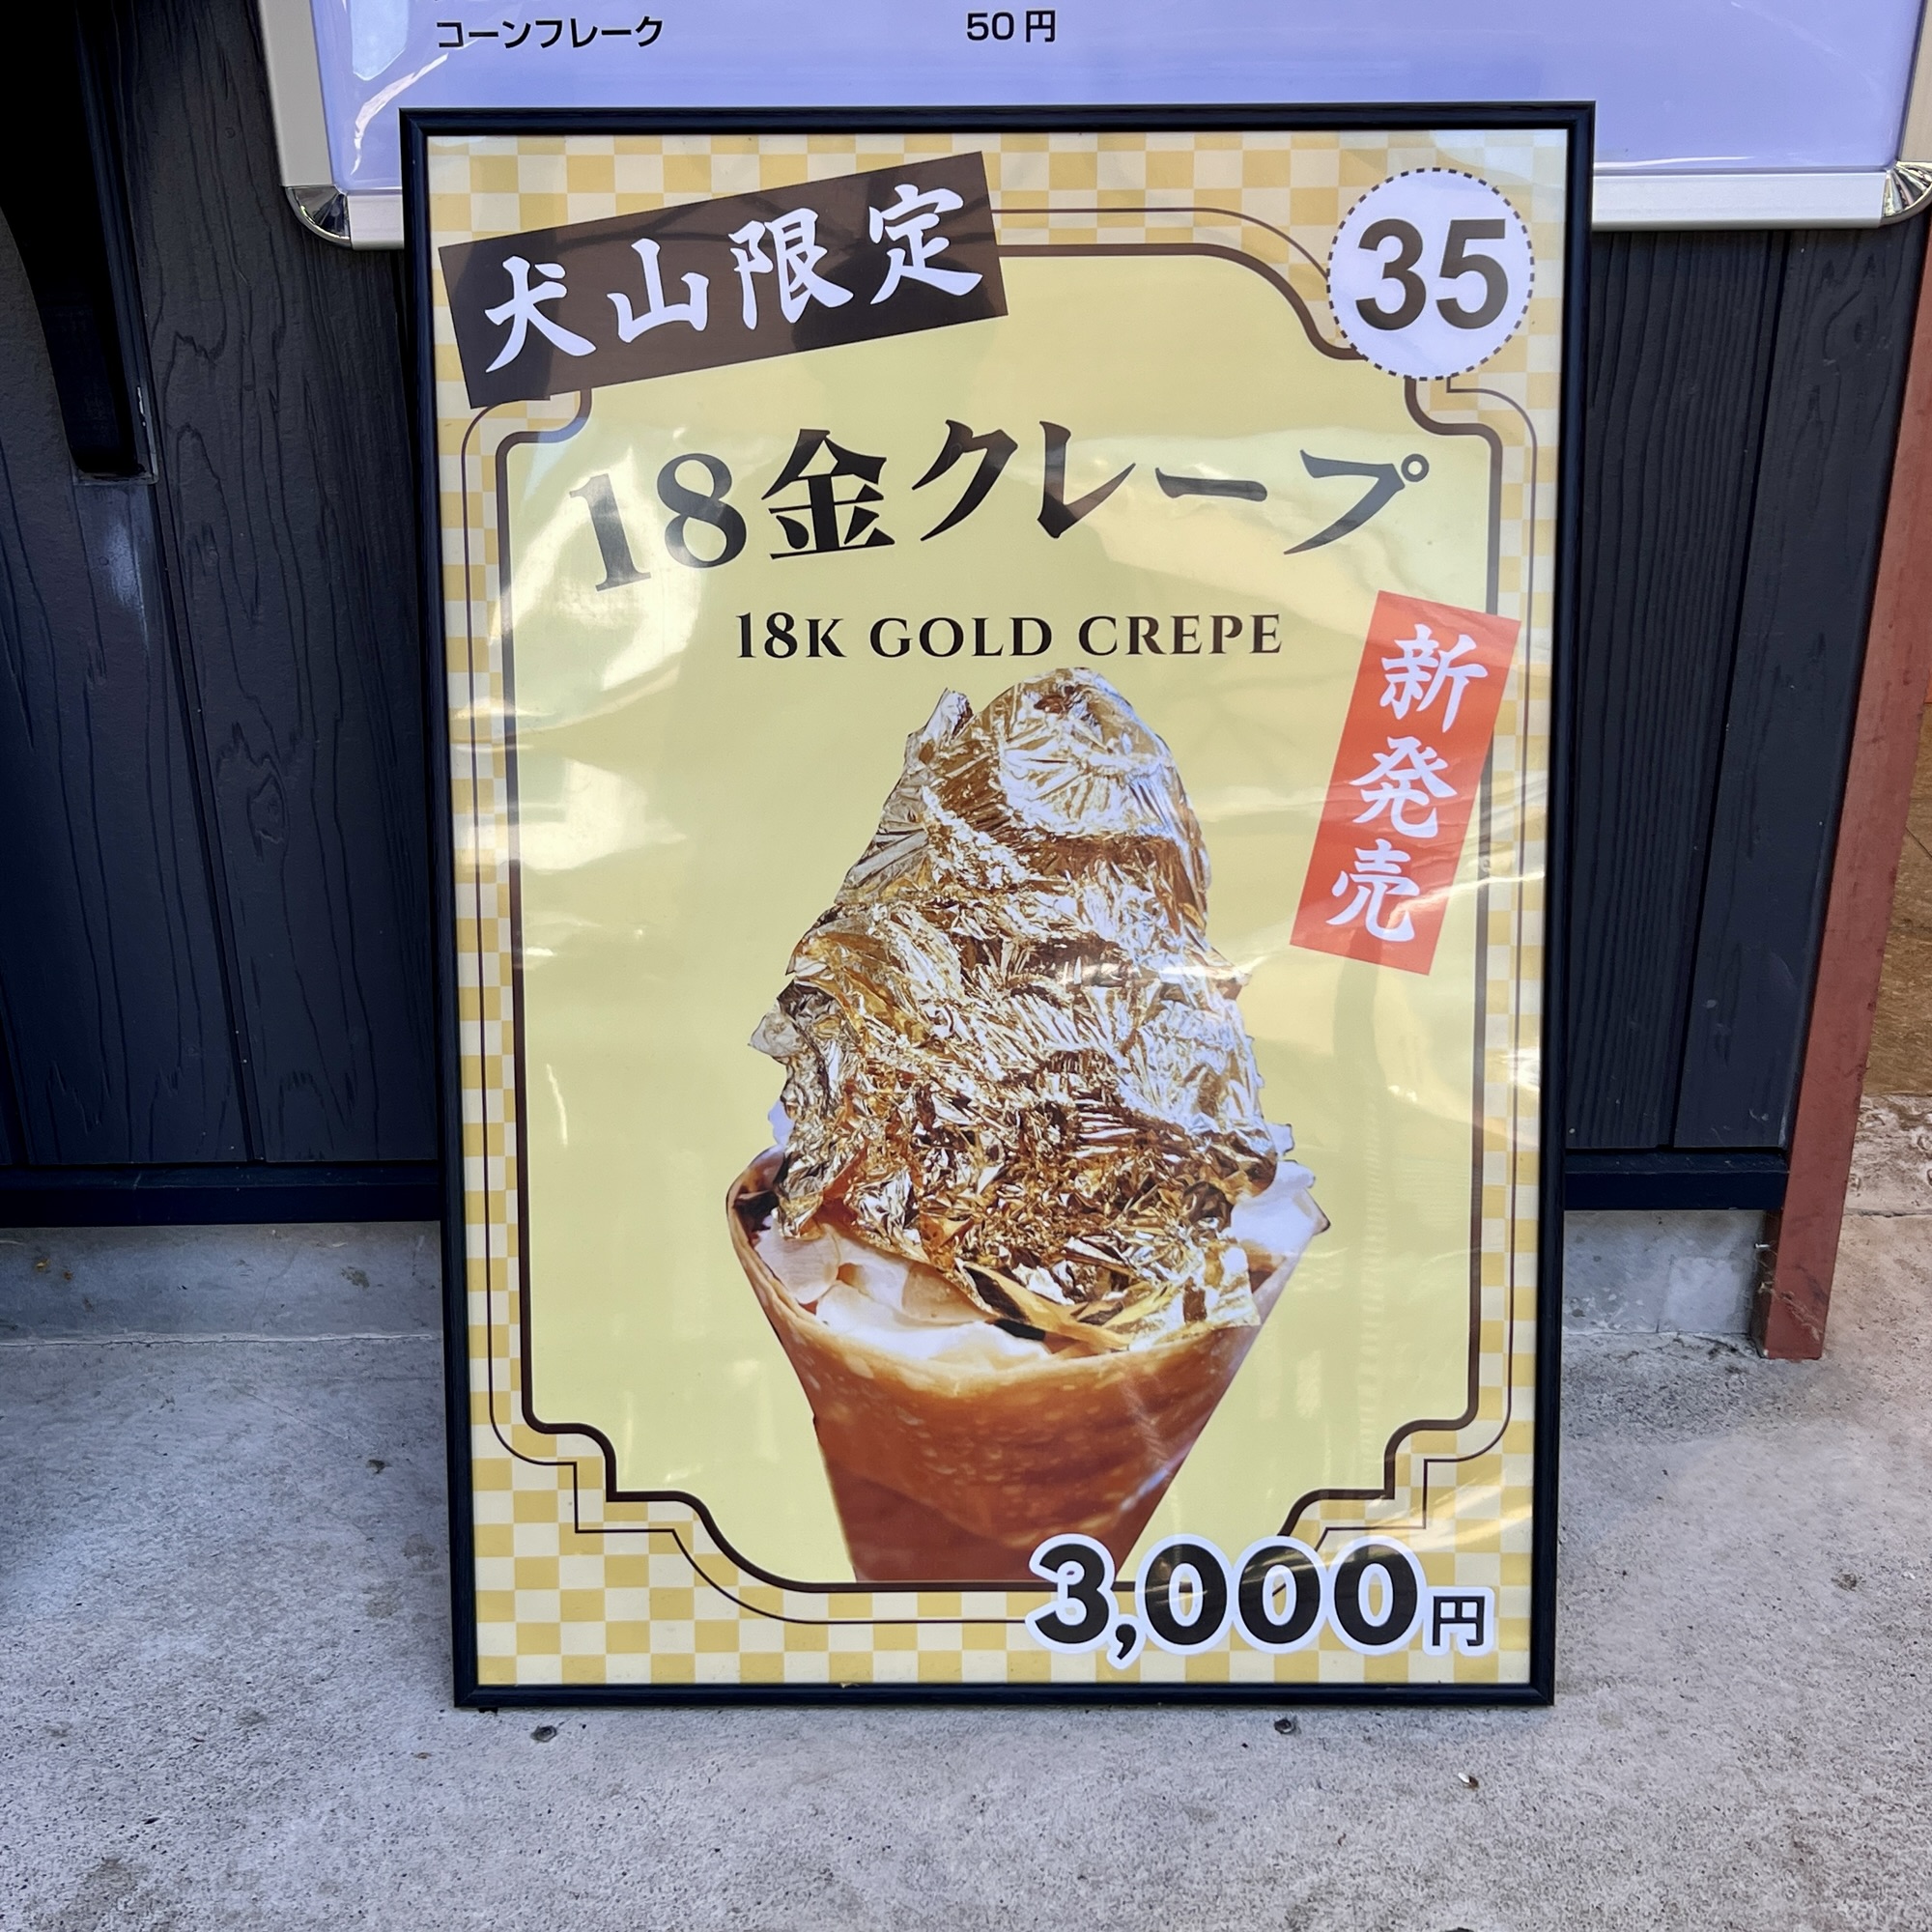 コーンフレーク 50円
犬山限定
35
18金クレープ
18K GOLD CREPE
新発売
3,000円